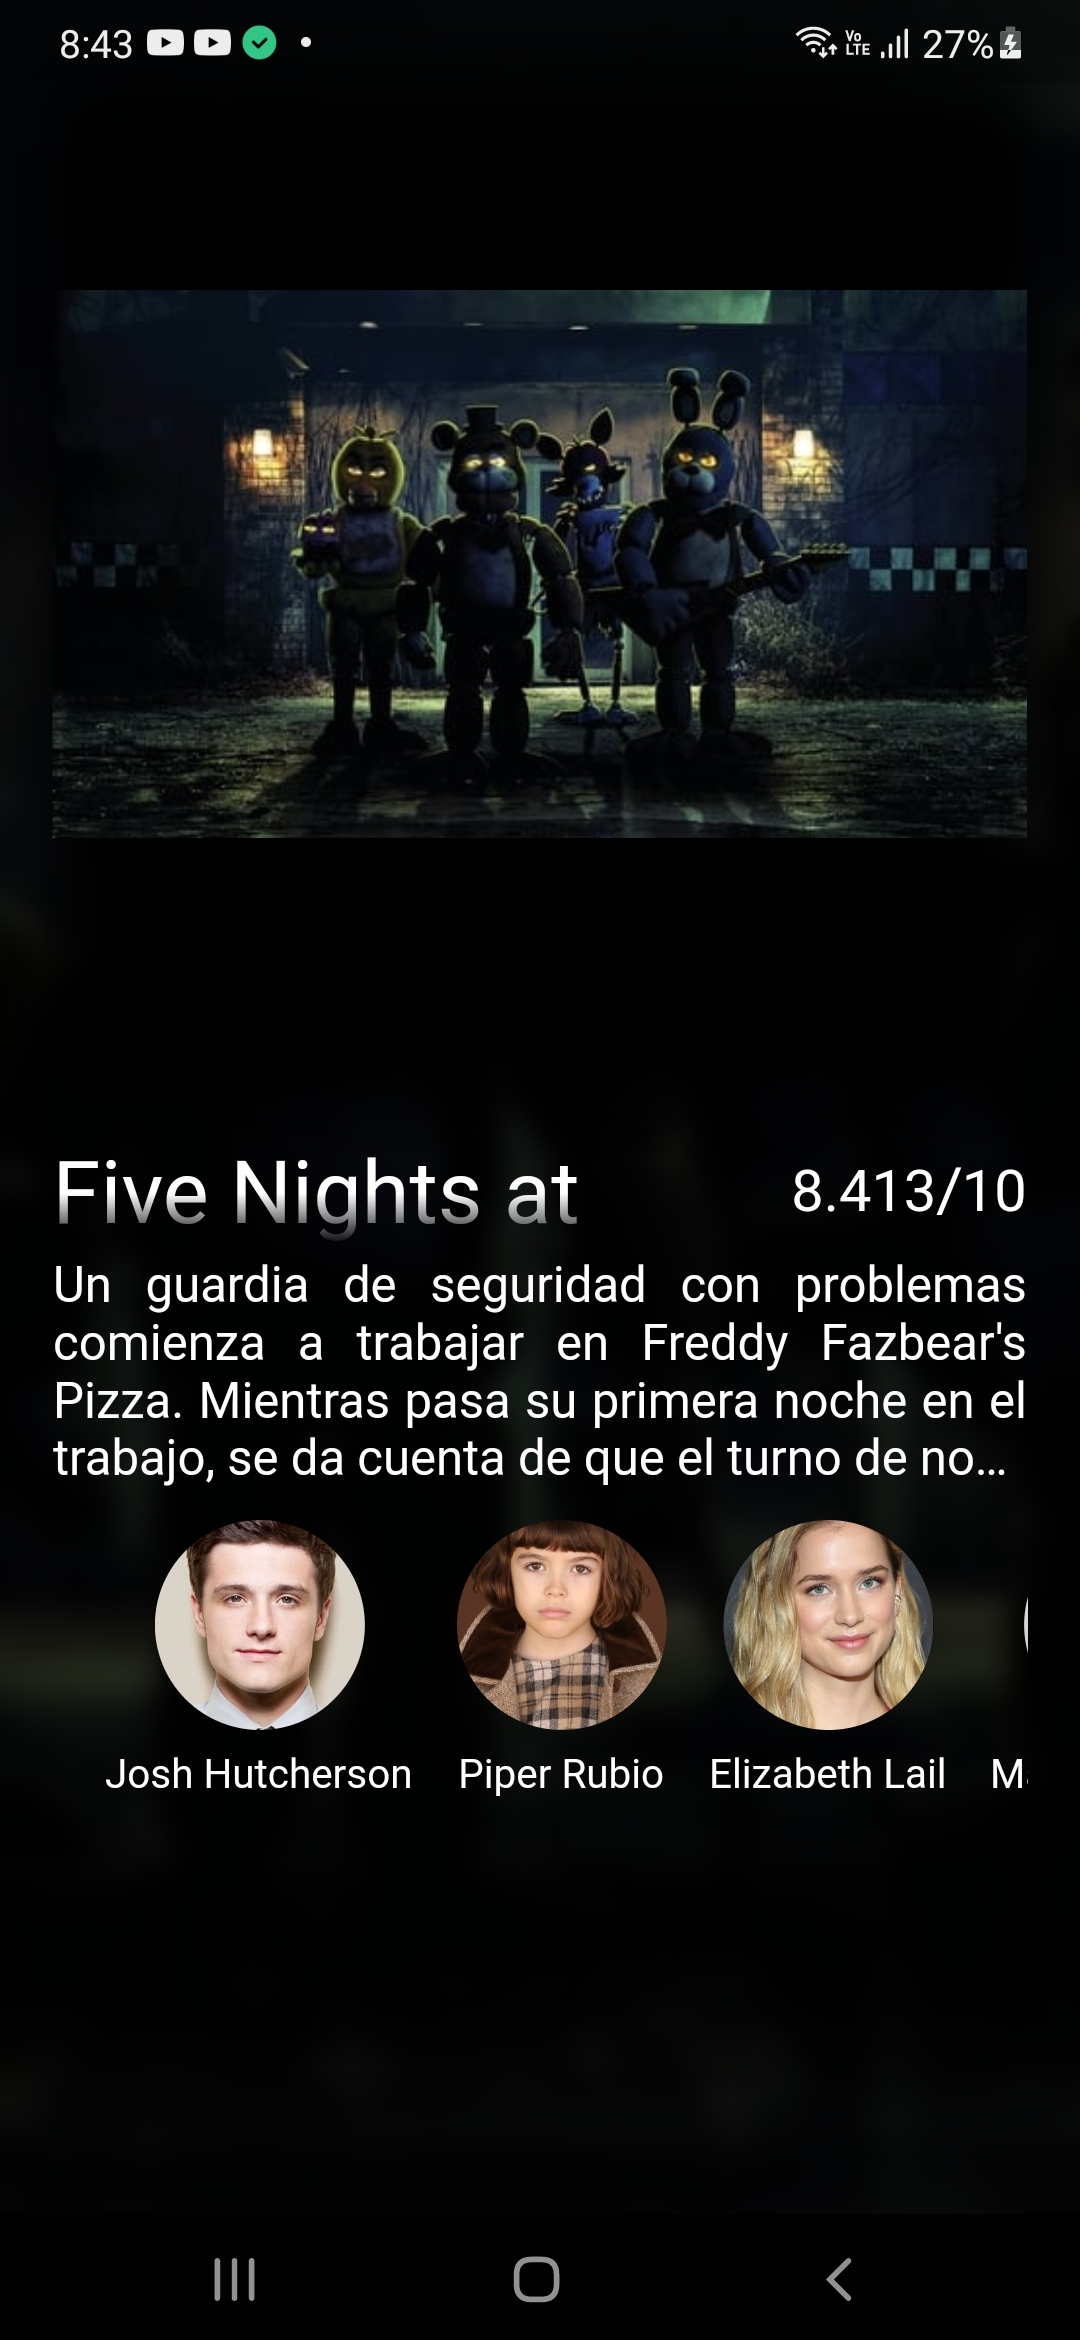 8:43
Vo LTE
27%
Five Nights at
8.413/10
Un guardia de seguridad con problemas
comienza a trabajar en Freddy Fazbear's
Pizza. Mientras pasa su primera noche en el
trabajo, se da cuenta de que el turno de no...
Josh Hutcherson
Piper Rubio
Elizabeth Lail